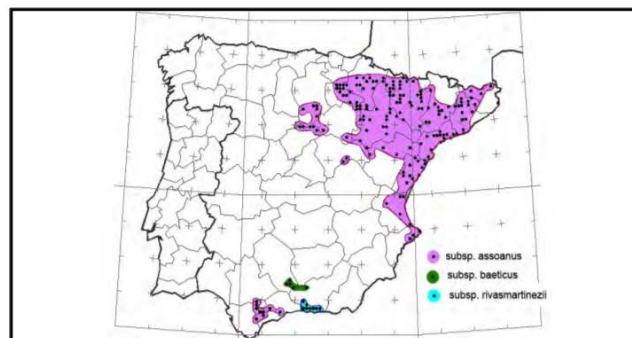 subsp. assoanus
subsp. baeticus
subsp. rivasmartinezii